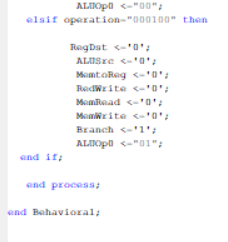 ALUOp0 <="00";
elsif operation="000100" then
RegDst <='0';
ALUSrc <='0';
MemtoReg <='0';
RedWrite <='0';
MemRead <='0';
MemWrite <='0';
Branch <='1';
ALUOp0 <="01";
end if;
end process;
end Behavioral;